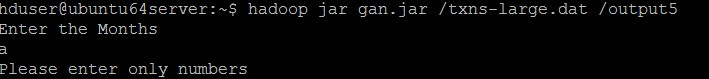 hduser@ubuntu64server:~$ hadoop jar gan.jar /txns-large.dat /output5
Enter the Months
a
Please enter only numbers